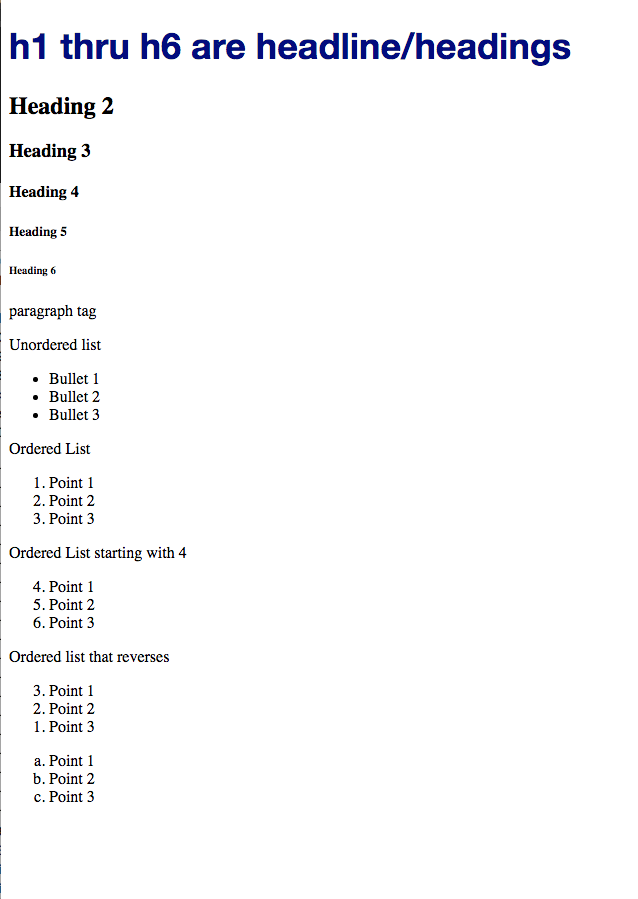 h1 thru h6 are headline/headings
Heading 2
Heading 3
Heading 4
Heading 5
Heading 6
paragraph tag
Unordered list
• Bullet 1
• Bullet 2
• Bullet 3
Ordered List
1. Point 1
2. Point 2
3. Point 3
Ordered List starting with 4
4. Point 1
5. Point 2
6. Point 3
Ordered list that reverses
3. Point 1
2. Point 2
1. Point 3
a. Point 1
b. Point 2
c. Point 3